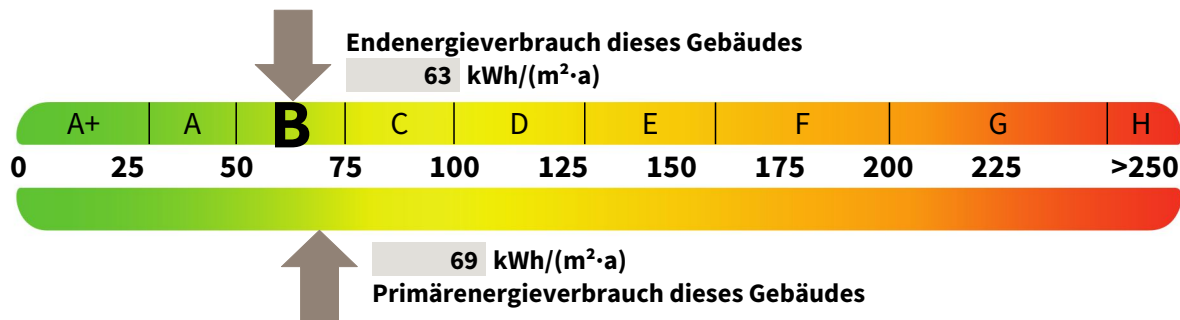 Endenergieverbrauch dieses Gebäudes
63 kWh/(m²·a)
A+ A B C D E F G H
0 25 50 75 100 125 150 175 200 225 >250
69 kWh/(m²·a)
Primärenergieverbrauch dieses Gebäudes